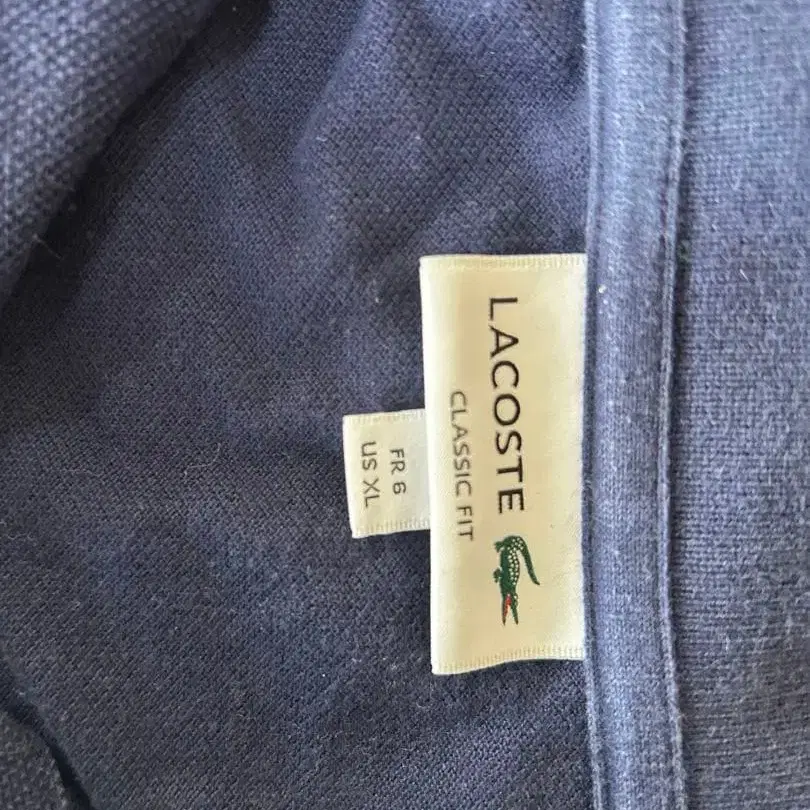 LACOSTE
CLASSIC FIT
FR 6
US XL